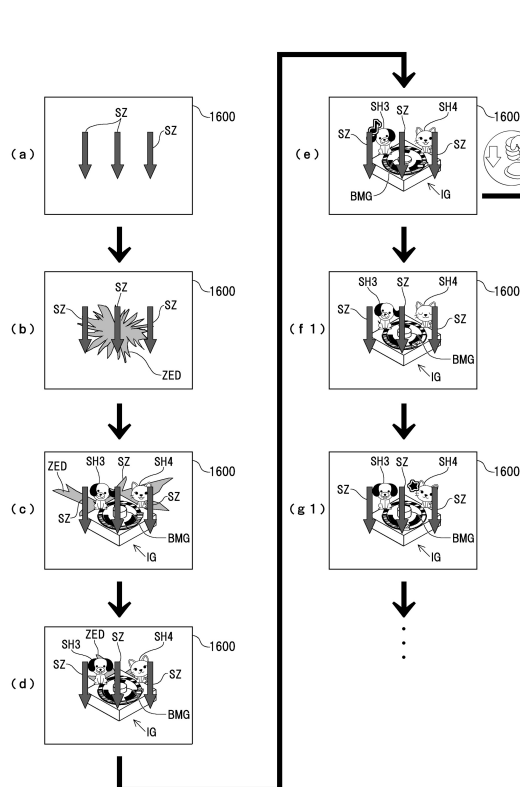 (a)
SZ
SZ
1600
(b)
SZ
SZ
SZ
1600
ZED
(c)
ZED
SH3
SZ
SH4
1600
SZ
SZ
BMG
IG
(d)
SH3
ZED
SZ
SH4
1600
SZ
SZ
BMG
IG
(e)
SH3
SZ
SH4
1600
SZ
SZ
BMG
IG
(f1)
SH3
SZ
SH4
1600
SZ
SZ
BMG
IG
(g1)
SH3
SZ
SH4
1600
SZ
SZ
BMG
IG